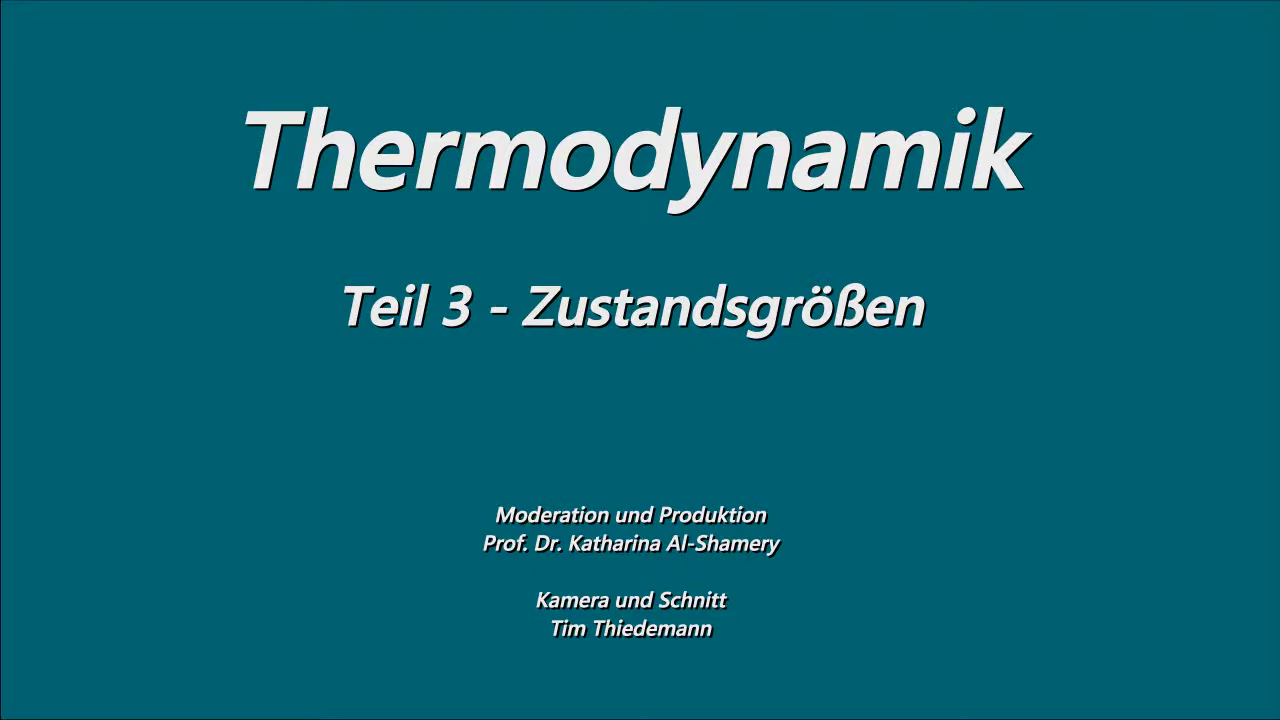 Thermodynamik
Teil 3 - Zustandsgrößen
Moderation und Produktion
Prof. Dr. Katharina Al-Shamery
Kamera und Schnitt
Tim Thiedemann